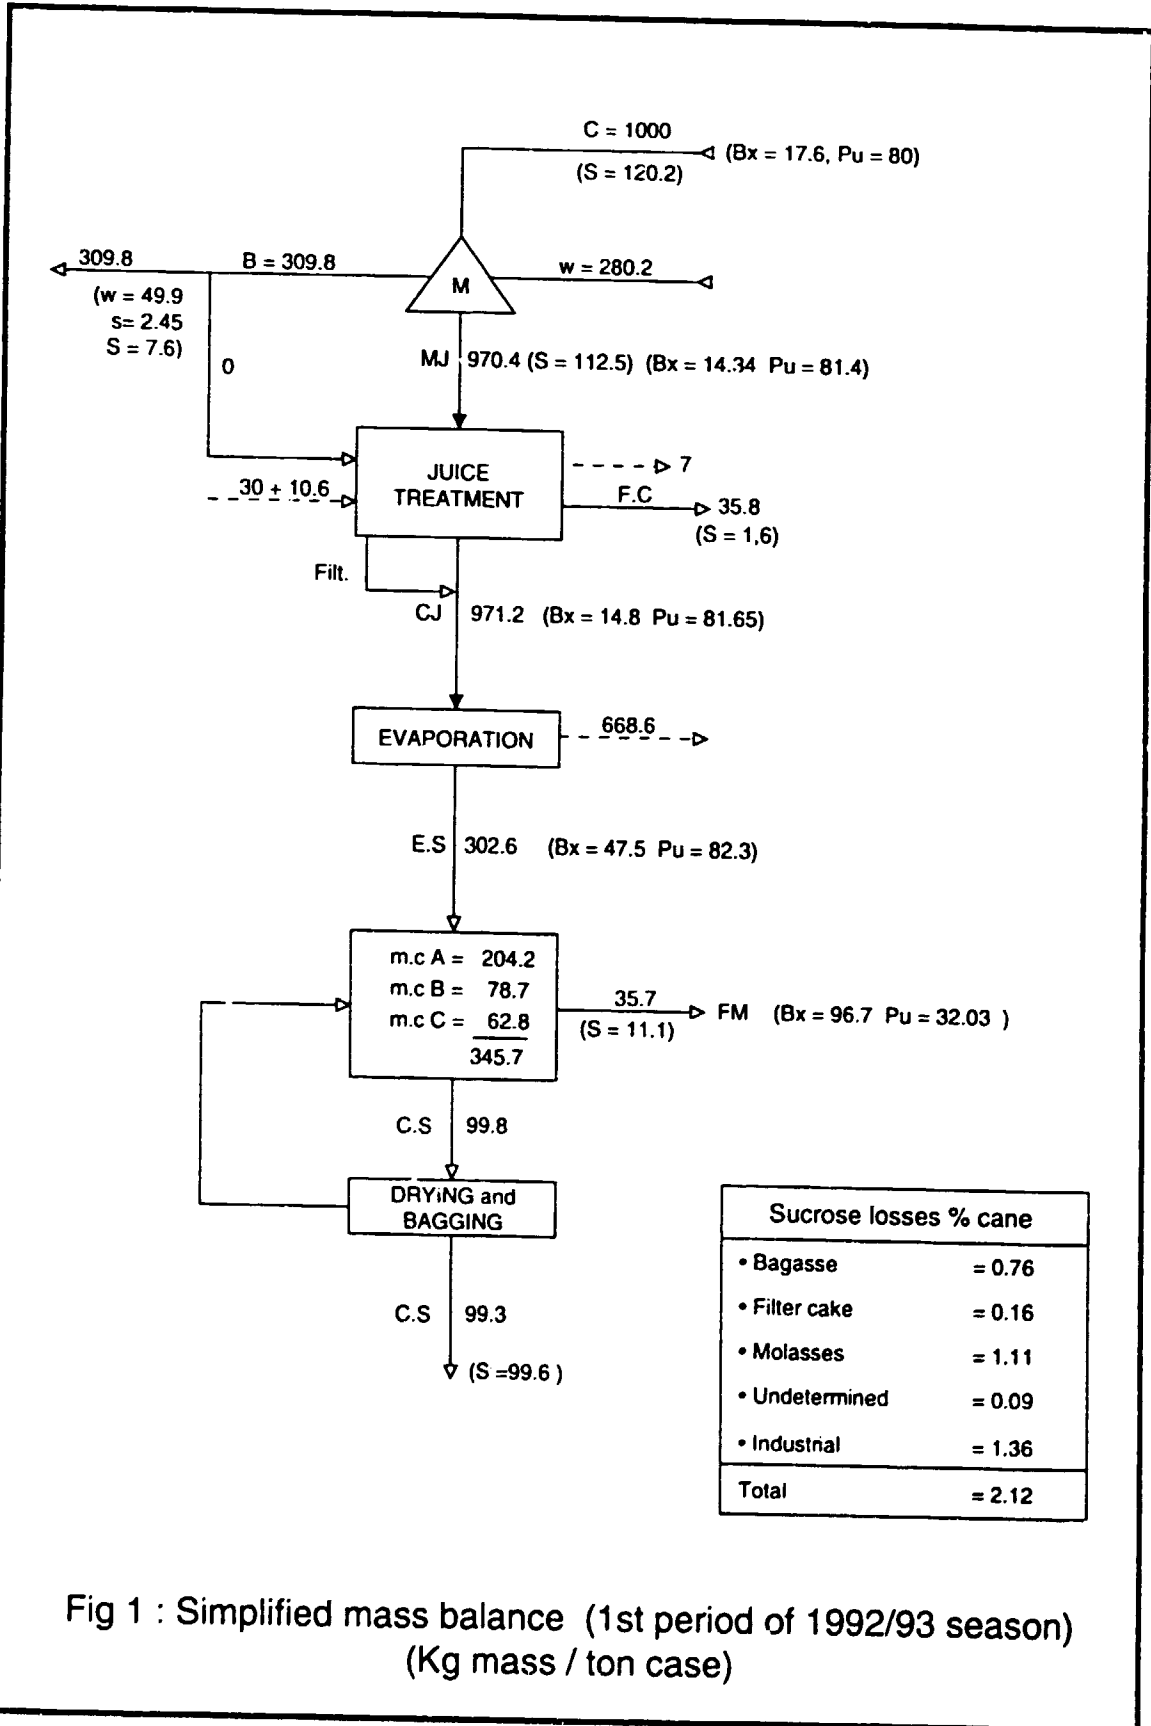 C = 1000
(Bx = 17.6, Pu = 80)
(S = 120.2)
309.8
B = 309.8
w = 280.2
M
(w = 49.9
s= 2.45
S = 7.6)
0
MJ 970.4 (S = 112.5) (Bx = 14.34 Pu = 81.4)
JUICE
TREATMENT
7
30 + 10.6
F.C
35.8
(S = 1,6)
Filt.
CJ 971.2 (Bx = 14.8 Pu = 81.65)
EVAPORATION
668.6
E.S 302.6 (Bx = 47.5 Pu = 82.3)
m.c A = 204.2
m.c B = 78.7
m.c C = 62.8
345.7
35.7
(S = 11.1)
FM (Bx = 96.7 Pu = 32.03 )
C.S 99.8
DRYING and
BAGGING
C.S 99.3
(S =99.6 )
Sucrose losses % cane
• Bagasse = 0.76
• Filter cake = 0.16
• Molasses = 1.11
• Undetermined = 0.09
• Industrial = 1.36
Total = 2.12
Fig 1 : Simplified mass balance (1st period of 1992/93 season)
(Kg mass / ton case)